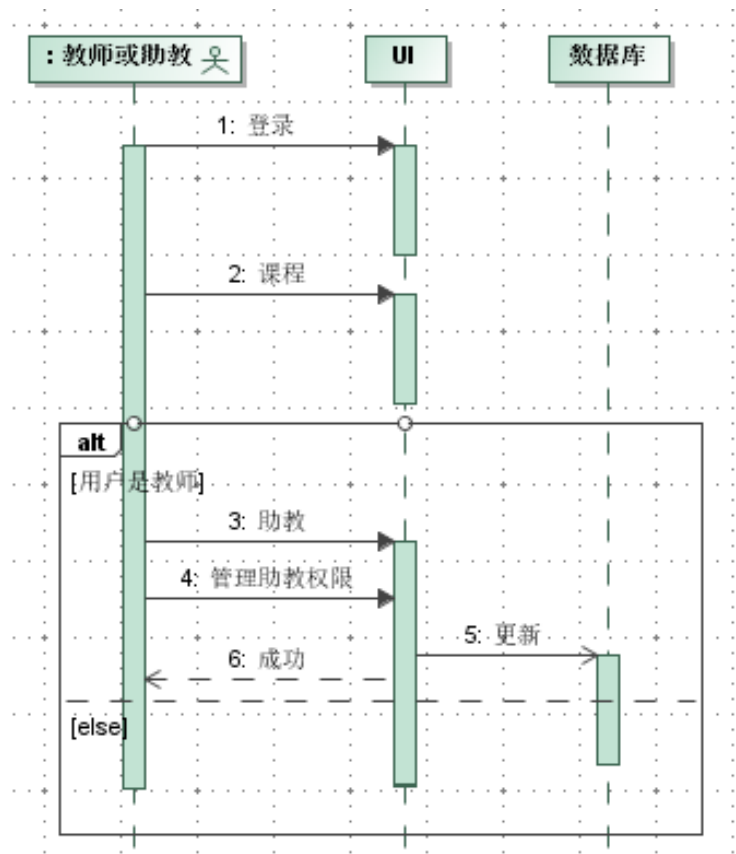 : 教师或助教
UI
数据库
1: 登录
2: 课程
alt
[用户是教师]
3: 助教
4: 管理助教权限
5: 更新
6: 成功
[else]